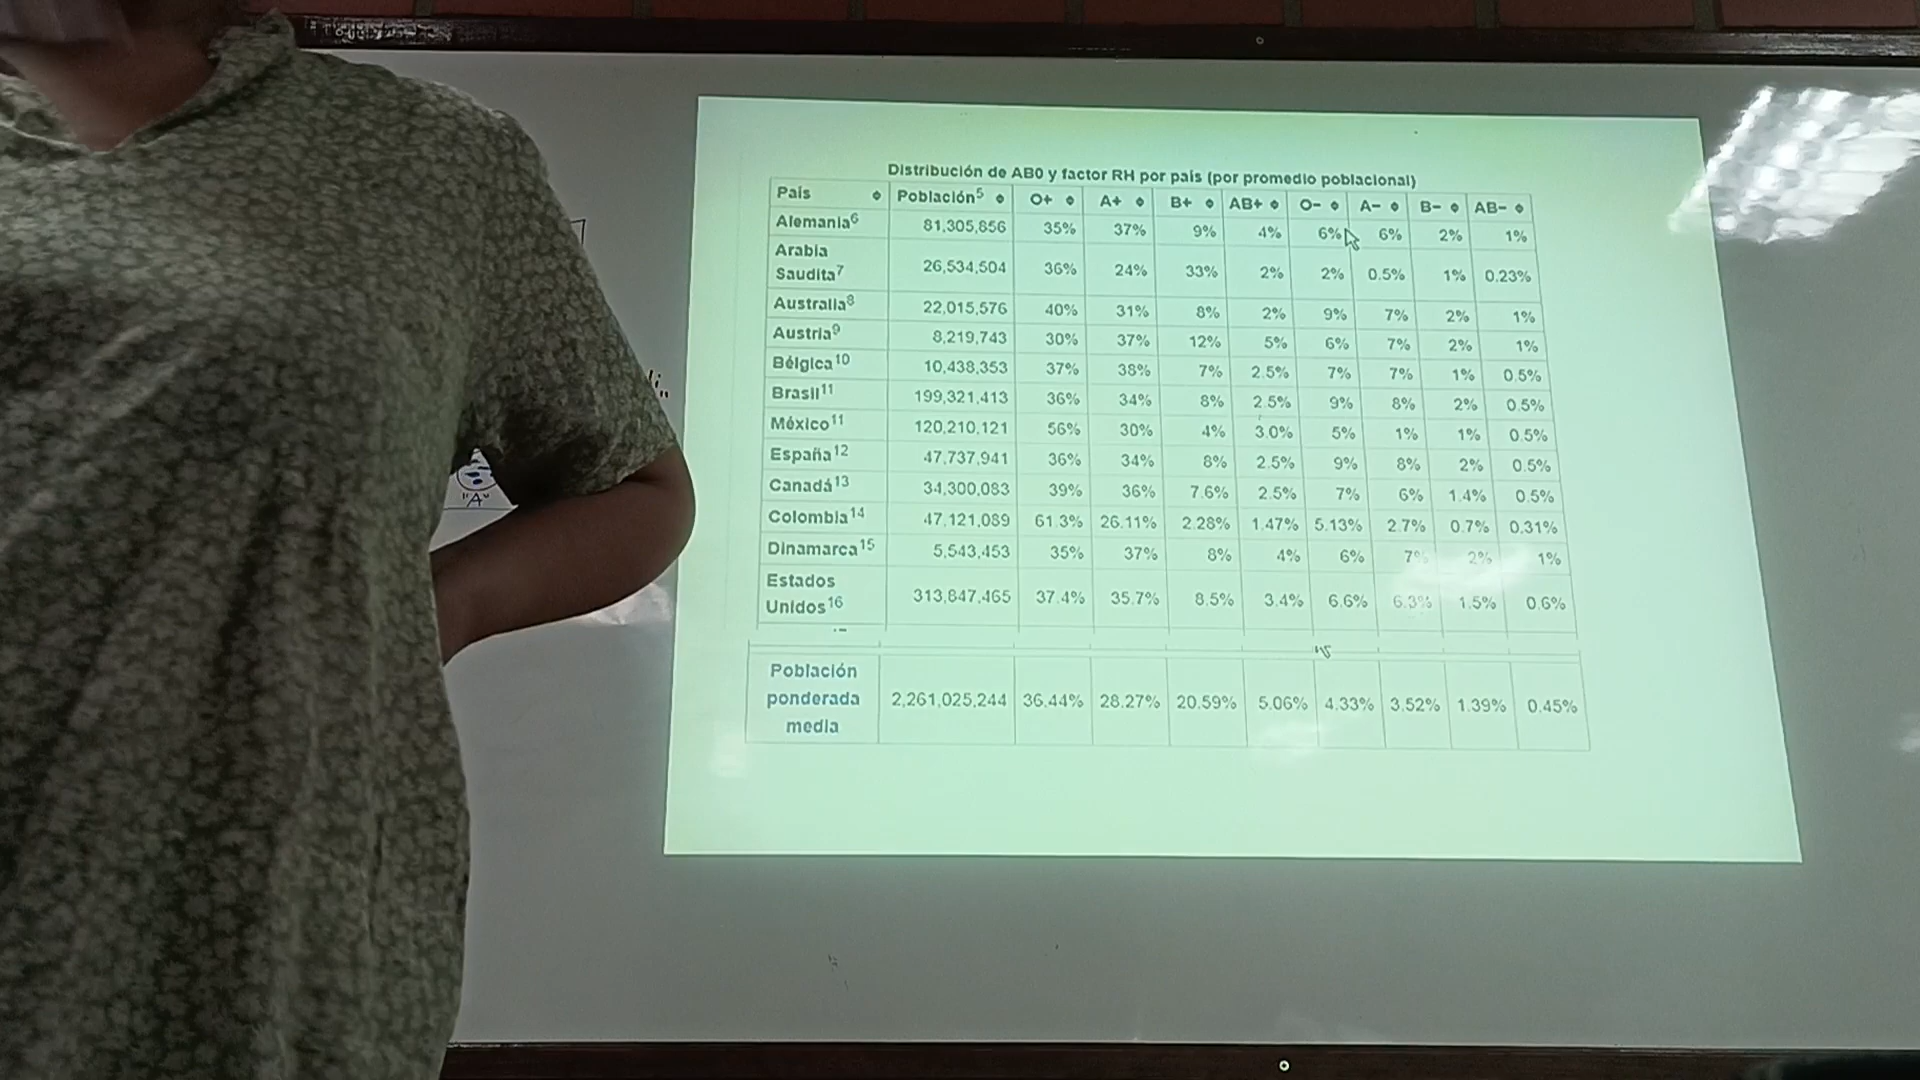 Distribución de AB0 y factor RH por país (por promedio poblacional)
País Población5 O+ A+ B+ AB+ O− A− B− AB−
Alemania6 81,305,856 35% 37% 9% 4% 6% 6% 2% 1%
Arabia
Saudita7 26,534,504 36% 24% 33% 2% 2% 0.5% 1% 0.23%
Australia8 22,015,576 40% 31% 8% 2% 9% 7% 2% 1%
Austria9 8,219,743 30% 37% 12% 5% 6% 7% 2% 1%
Bélgica10 10,438,353 37% 38% 7% 2.5% 7% 7% 1% 0.5%
Brasil11 199,321,413 36% 34% 8% 2.5% 9% 8% 2% 0.5%
México11 120,210,121 56% 30% 4% 3.0% 5% 1% 1% 0.5%
España12 47,737,941 36% 34% 8% 2.5% 9% 8% 2% 0.5%
Canadá13 34,300,083 39% 36% 7.6% 2.5% 7% 6% 1.4% 0.5%
Colombia14 47,121,089 61.3% 26.11% 2.28% 1.47% 5.13% 2.7% 0.7% 0.31%
Dinamarca15 5,543,453 35% 37% 8% 4% 6% 7% 2% 1%
Estados
Unidos16 313,847,465 37.4% 35.7% 8.5% 3.4% 6.6% 6.3% 1.5% 0.6%
Población
ponderada
media 2,261,025,244 36.44% 28.27% 20.59% 5.06% 4.33% 3.52% 1.39% 0.45%
"A"